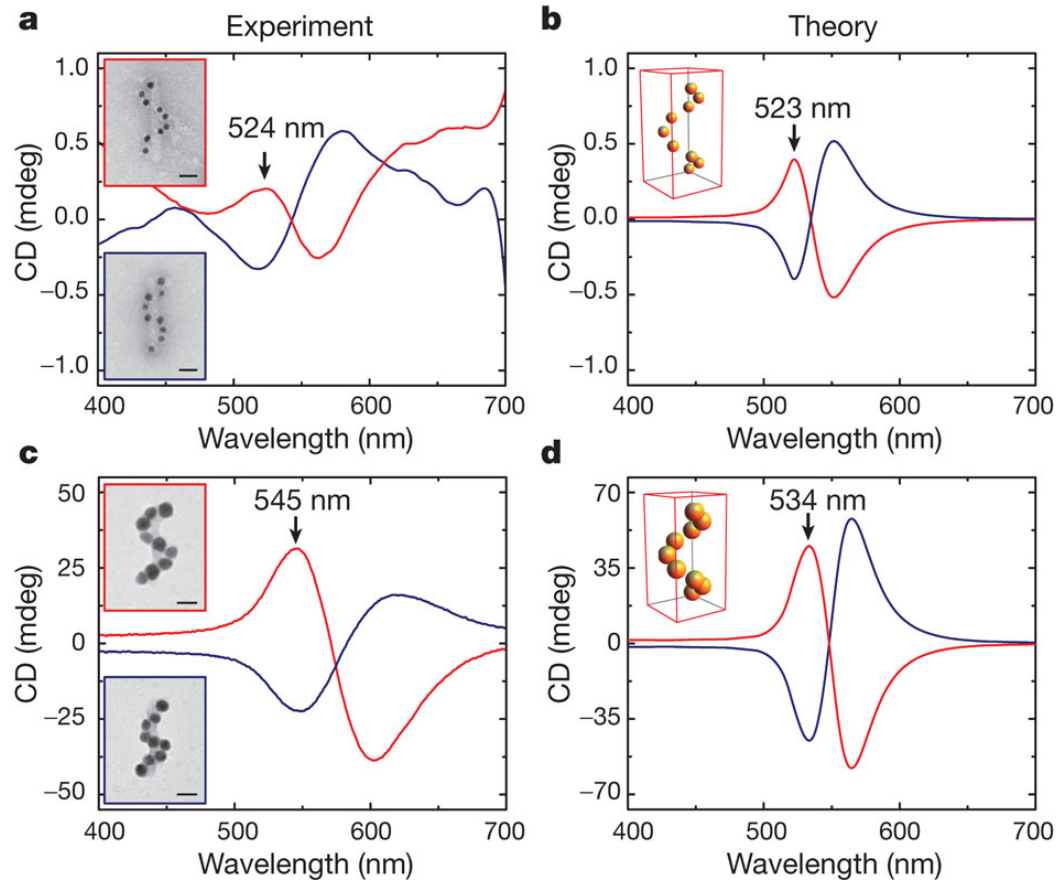 a Experiment
1.0
0.5
0.0
−0.5
−1.0
CD (mdeg)
524 nm
400 500 600 700
Wavelength (nm)
b Theory
1.0
0.5
0.0
−0.5
−1.0
CD (mdeg)
523 nm
400 500 600 700
Wavelength (nm)
c
50
25
0
−25
−50
CD (mdeg)
545 nm
400 500 600 700
Wavelength (nm)
d
70
35
0
−35
−70
CD (mdeg)
534 nm
400 500 600 700
Wavelength (nm)